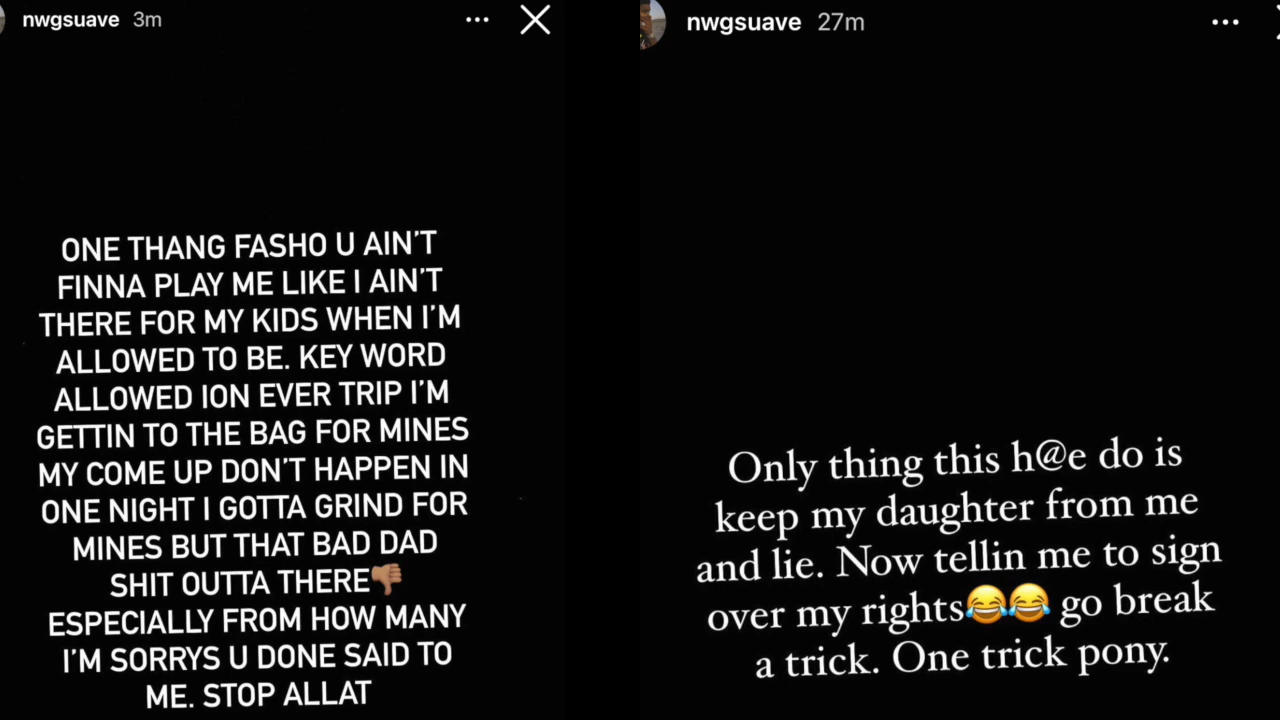 nwgsuave 3m
ONE THANG FASHO U AIN'T
FINNA PLAY ME LIKE I AIN'T
THERE FOR MY KIDS WHEN I'M
ALLOWED TO BE. KEY WORD
ALLOWED ION EVER TRIP I'M
GETTIN TO THE BAG FOR MINES
MY COME UP DON'T HAPPEN IN
ONE NIGHT I GOTTA GRIND FOR
MINES BUT THAT BAD DAD
SHIT OUTTA THERE👎🏽
ESPECIALLY FROM HOW MANY
I'M SORRYS U DONE SAID TO
ME. STOP ALLAT
nwgsuave 27m
Only thing this h@e do is
keep my daughter from me
and lie. Now tellin me to sign
over my rights😂😂 go break
a trick. One trick pony.